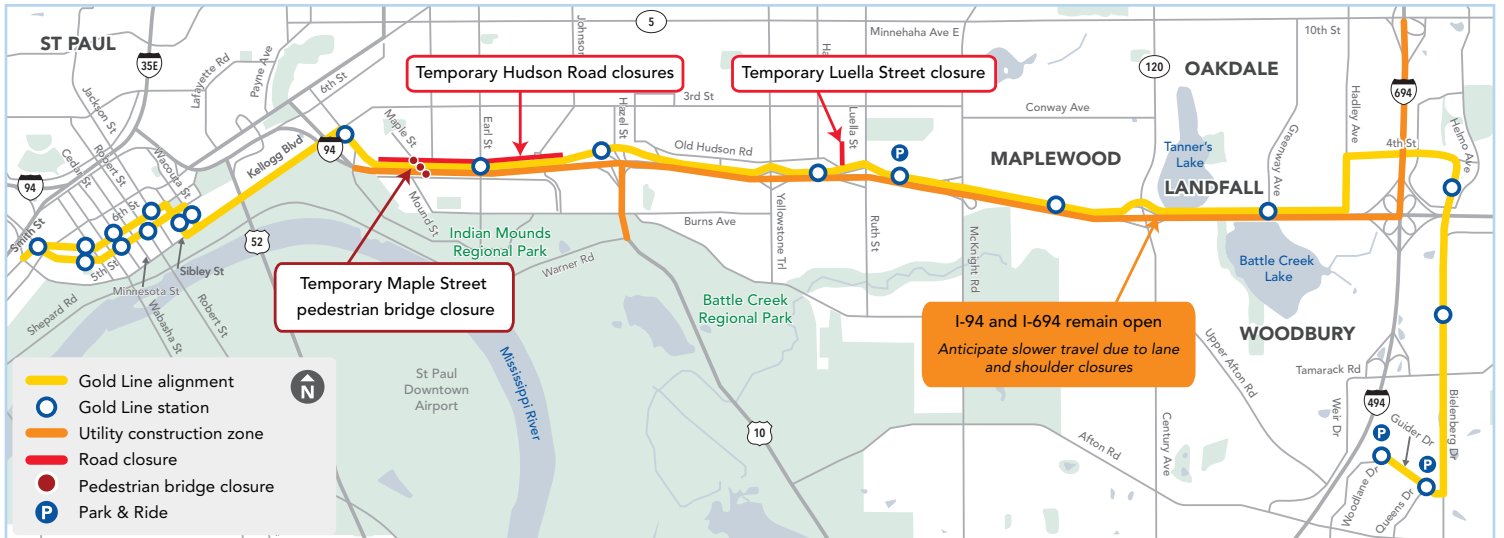 ST PAUL
35E
Lafayette Rd
Payne Ave
6th St
Johnson
5
Minnehaha Ave E
10th St
120
OAKDALE
694
Jackson St
Temporary Hudson Road closures
Temporary Luella Street closure
Maple St
3rd St
Earl St
Hazel St
Ha
Luella St
Conway Ave
Hadley Ave
Helmo Ave
4th St
Greenway Ave
Cedar St
Robert St
Wacouta St
Kellogg Blvd
94
94
Old Hudson Rd
P
MAPLEWOOD
Tanner's
Lake
LANDFALL
Smith St
6th St
5th St
52
Mound St
Indian Mounds
Regional Park
Burns Ave
Yellowstone Trl
Ruth St
McKnight Rd
Battle Creek
Lake
Sibley St
Minnesota St
Shepard Rd
Wabasha St
Robert St
Warner Rd
Temporary Maple Street
pedestrian bridge closure
Battle Creek
Regional Park
I-94 and I-694 remain open
Anticipate slower travel due to lane
and shoulder closures
WOODBURY
Upper Afton Rd
Tamarack Rd
Mississippi River
St Paul
Downtown
Airport
10
494
Weir Dr
Bielenberg Dr
Guider Dr
P
P
Afton Rd
Century Ave
Woodlane Dr
Queens Dr
N
Gold Line alignment
Gold Line station
Utility construction zone
Road closure
Pedestrian bridge closure
P Park & Ride